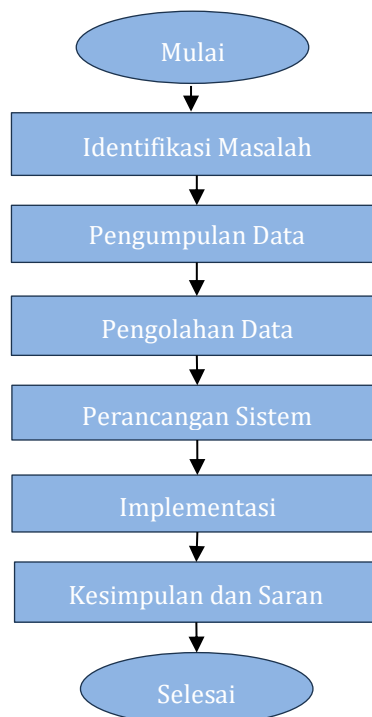 Mulai
Identifikasi Masalah
Pengumpulan Data
Pengolahan Data
Perancangan Sistem
Implementasi
Kesimpulan dan Saran
Selesai